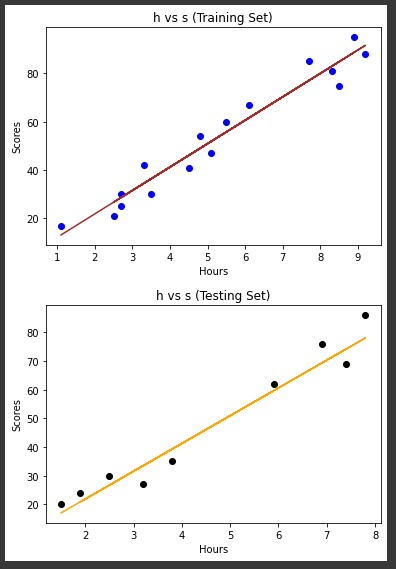 h vs s (Training Set)
80
60
40
20
Scores
1 2 3 4 5 6 7 8 9
Hours
h vs s (Testing Set)
80
70
60
50
40
30
20
Scores
2 3 4 5 6 7 8
Hours